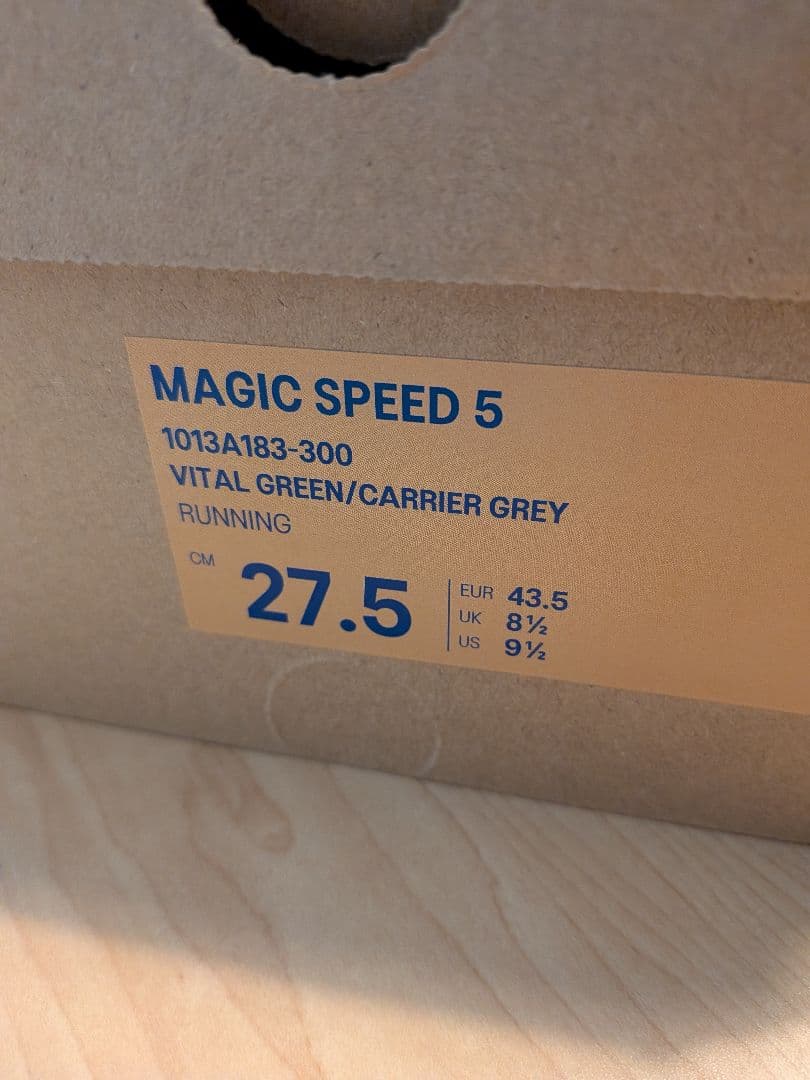 MAGIC SPEED 5
1013A183-300
VITAL GREEN/CARRIER GREY
RUNNING
CM 27.5
EUR 43.5
UK 8½
US 9½